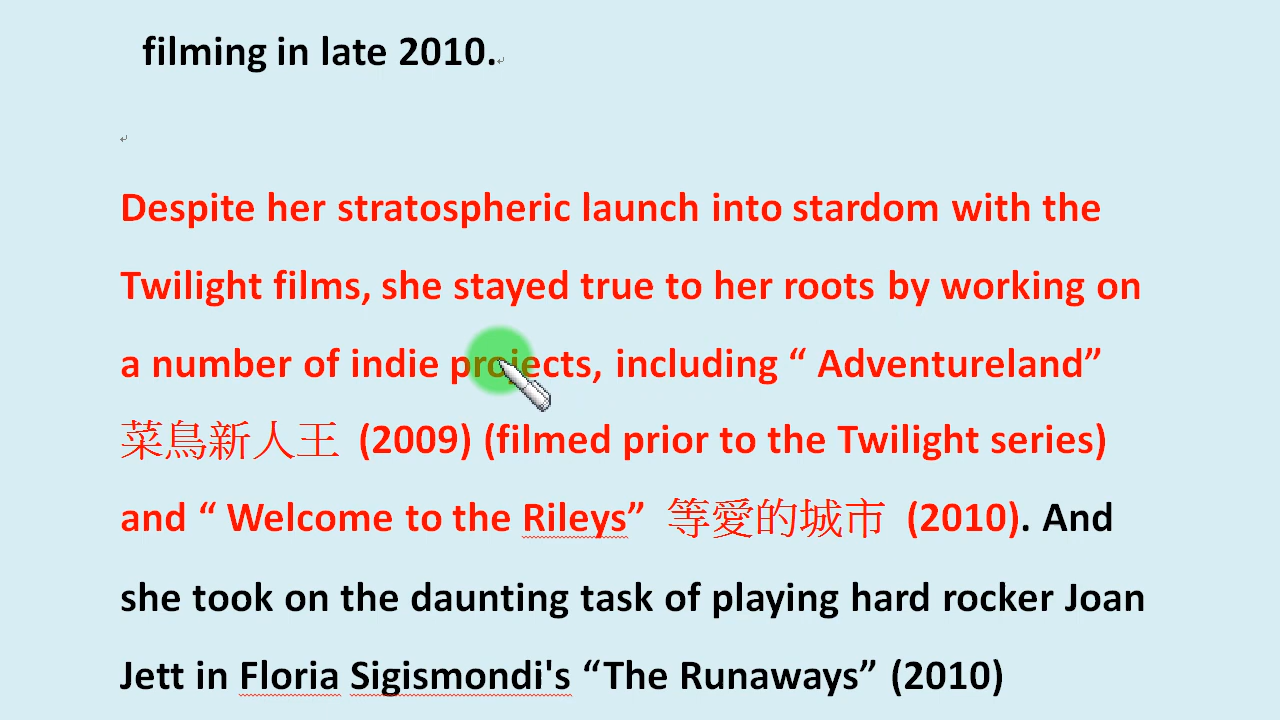 filming in late 2010.
Despite her stratospheric launch into stardom with the
Twilight films, she stayed true to her roots by working on
a number of indie projects, including “ Adventureland”
菜鳥新人王 (2009) (filmed prior to the Twilight series)
and “ Welcome to the Rileys” 等愛的城市 (2010). And
she took on the daunting task of playing hard rocker Joan
Jett in Floria Sigismondi's “The Runaways” (2010)